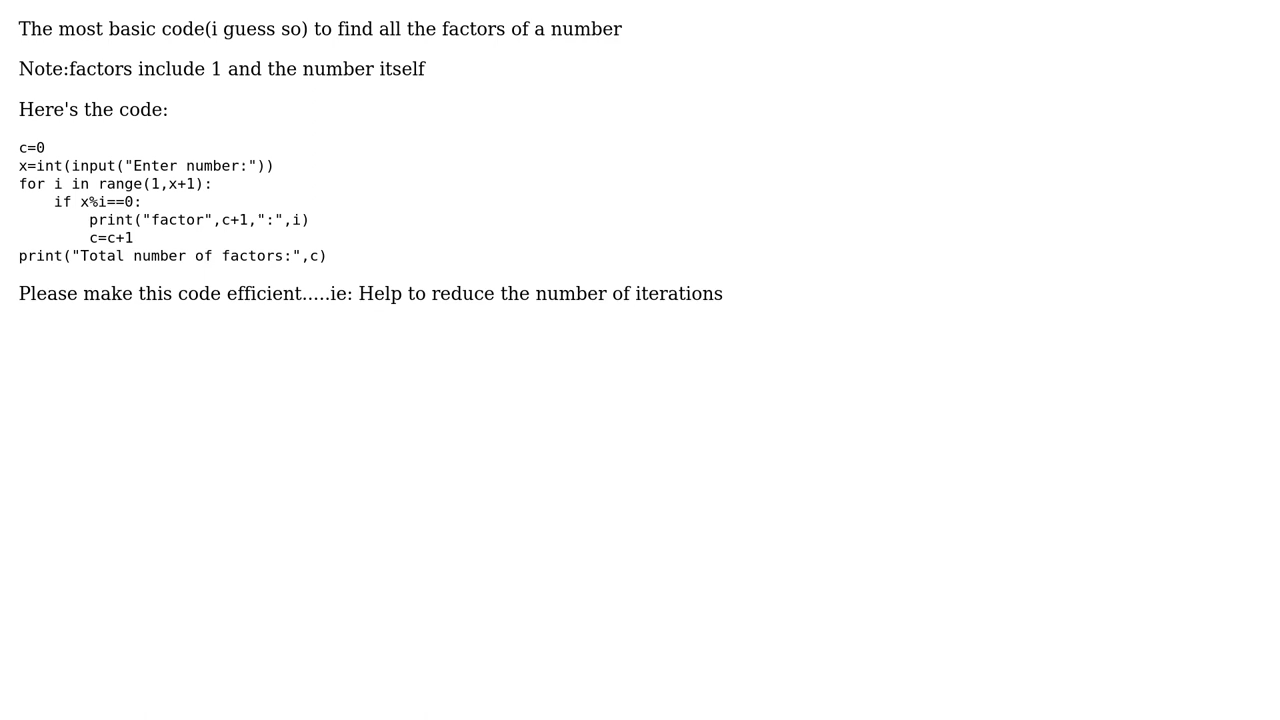 The most basic code(i guess so) to find all the factors of a number
Note:factors include 1 and the number itself
Here's the code:
c=0
x=int(input("Enter number:"))
for i in range(1,x+1):
    if x%i==0:
        print("factor",c+1,":",i)
        c=c+1
print("Total number of factors:",c)
Please make this code efficient.....ie: Help to reduce the number of iterations